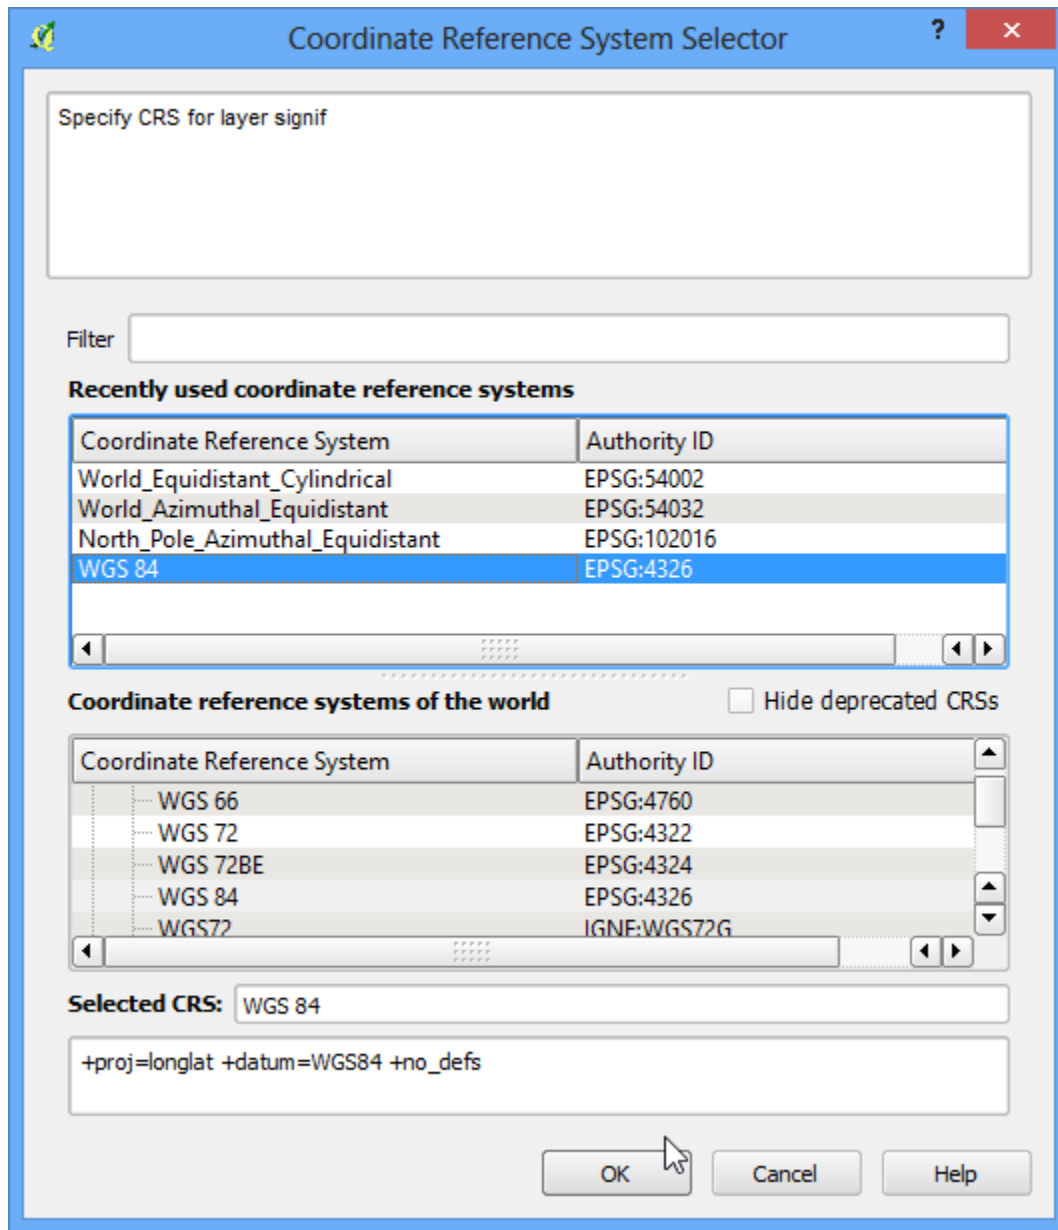 Coordinate Reference System Selector ?
Specify CRS for layer signif
Filter
Recently used coordinate reference systems
Coordinate Reference System Authority ID
World_Equidistant_Cylindrical EPSG:54002
World_Azimuthal_Equidistant EPSG:54032
North_Pole_Azimuthal_Equidistant EPSG:102016
WGS 84 EPSG:4326
Coordinate reference systems of the world Hide deprecated CRSs
Coordinate Reference System Authority ID
WGS 66 EPSG:4760
WGS 72 EPSG:4322
WGS 72BE EPSG:4324
WGS 84 EPSG:4326
WGS72 IGNF:WGS72G
Selected CRS: WGS 84
+proj=longlat +datum=WGS84 +no_defs
OK Cancel Help